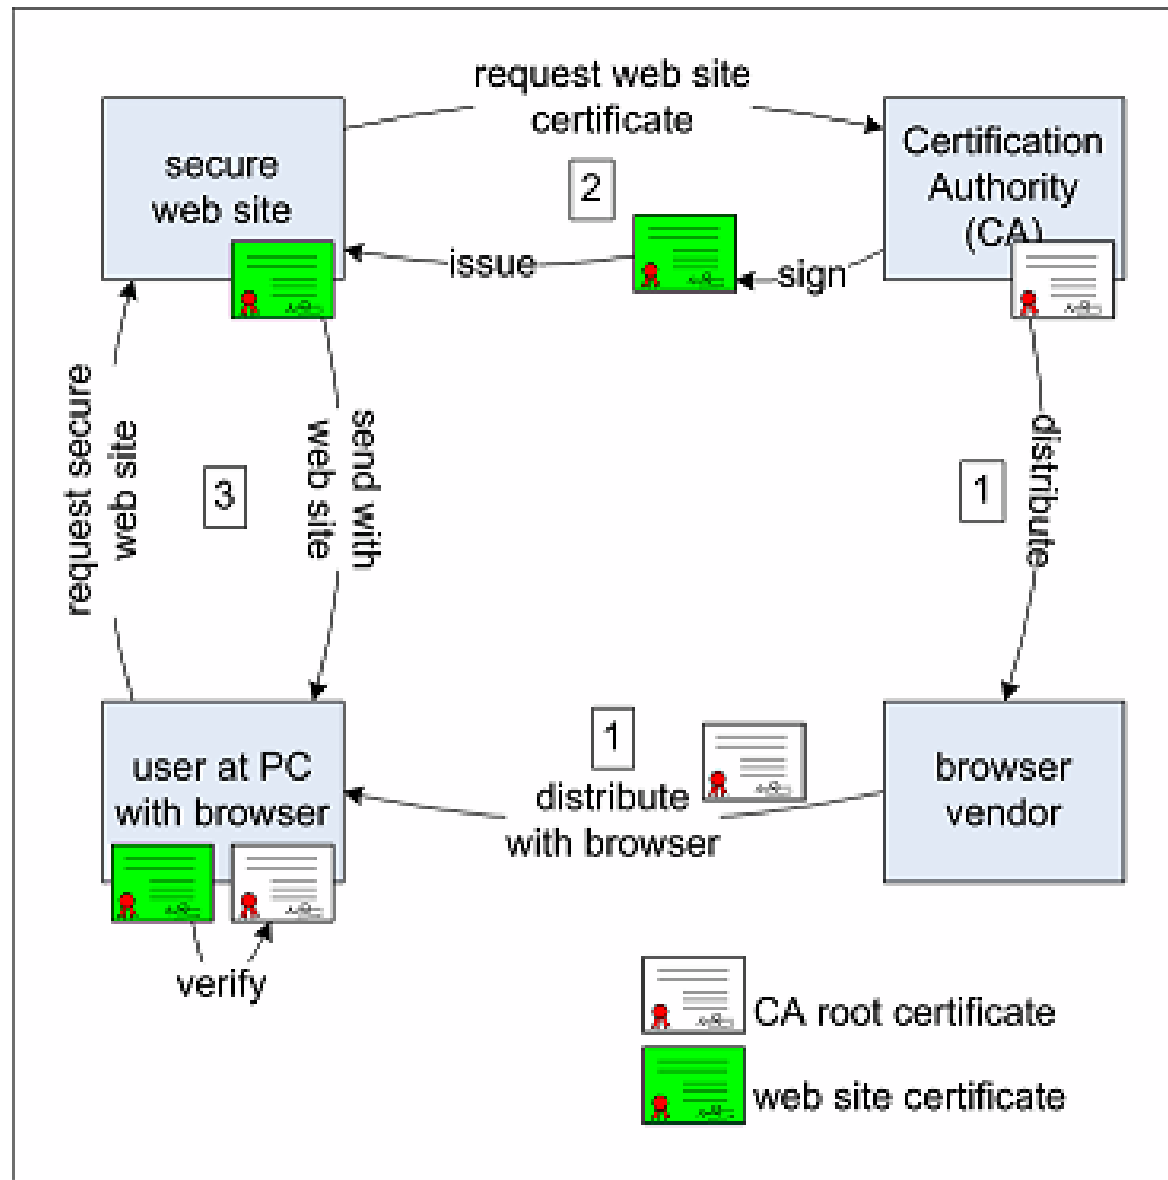 request web site
certificate
secure
web site
Certification
Authority
(CA)
2
issue
sign
request secure
web site
3
send with
web site
1
distribute
user at PC
with browser
1
distribute
with browser
browser
vendor
verify
CA root certificate
web site certificate